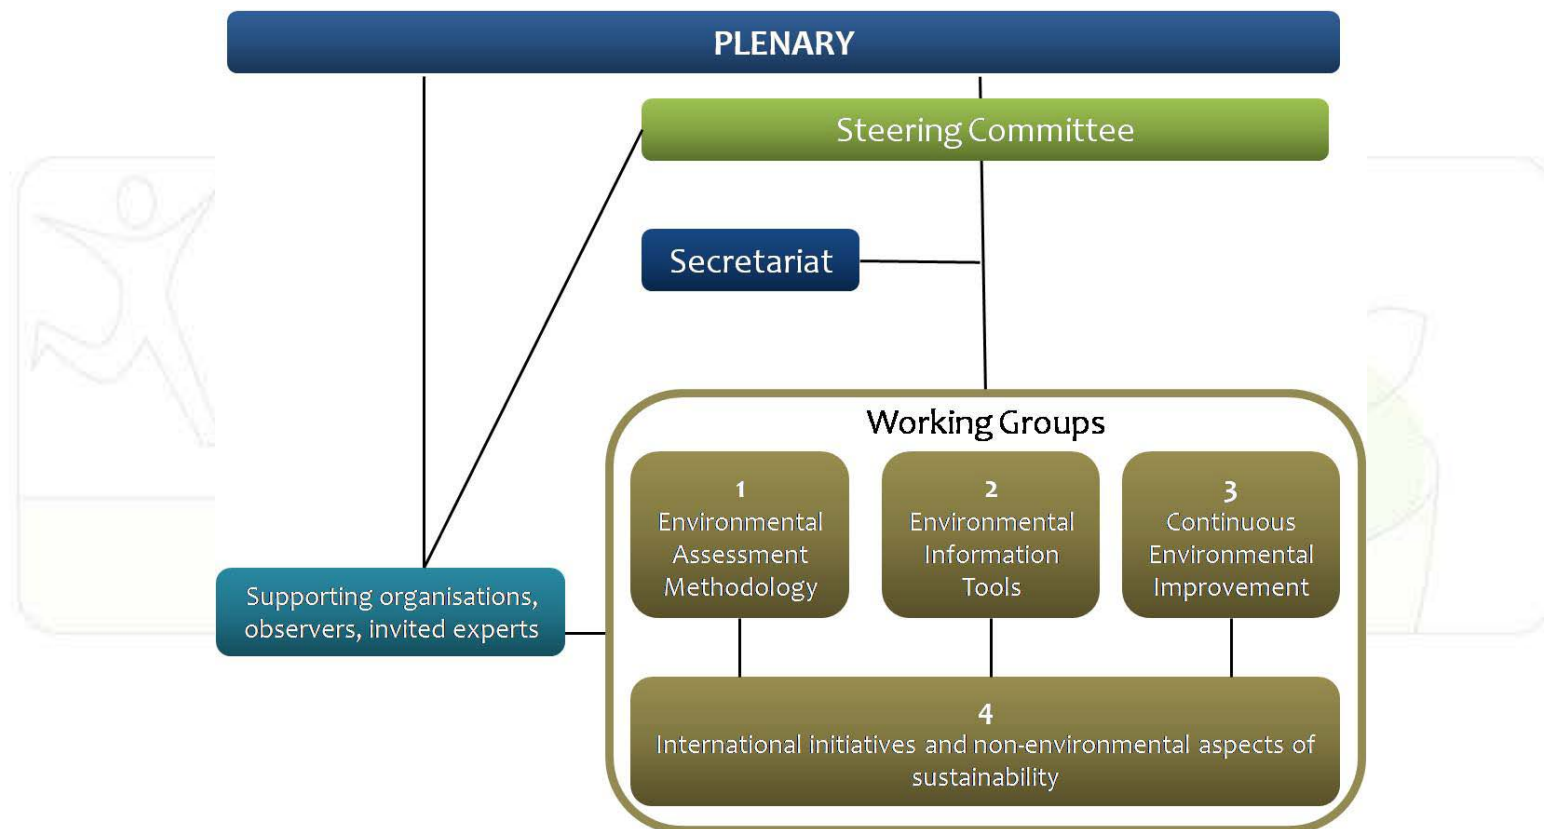 PLENARY
Steering Committee
Secretariat
Working Groups
1
Environmental
Assessment
Methodology
2
Environmental
Information
Tools
3
Continuous
Environmental
Improvement
Supporting organisations,
observers, invited experts
4
International initiatives and non-environmental aspects of
sustainability